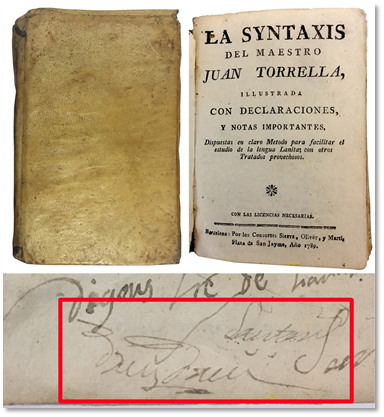 LA SYNTAXIS
DEL MAESTRO
JUAN TORRELLA,
ILLUSTRADA
CON DECLARACIONES,
Y NOTAS IMPORTANTES,
Dispuestas en claro Metodo para facilitar el
estudio de la lengua Latina; con otros
Tratados provechosos.
CON LAS LICENCIAS NECESARIAS.
Barcelona: Por los Consortes Sierra, Olivér, y Martí,
Plaza de San Jayme, Año 1789.
de